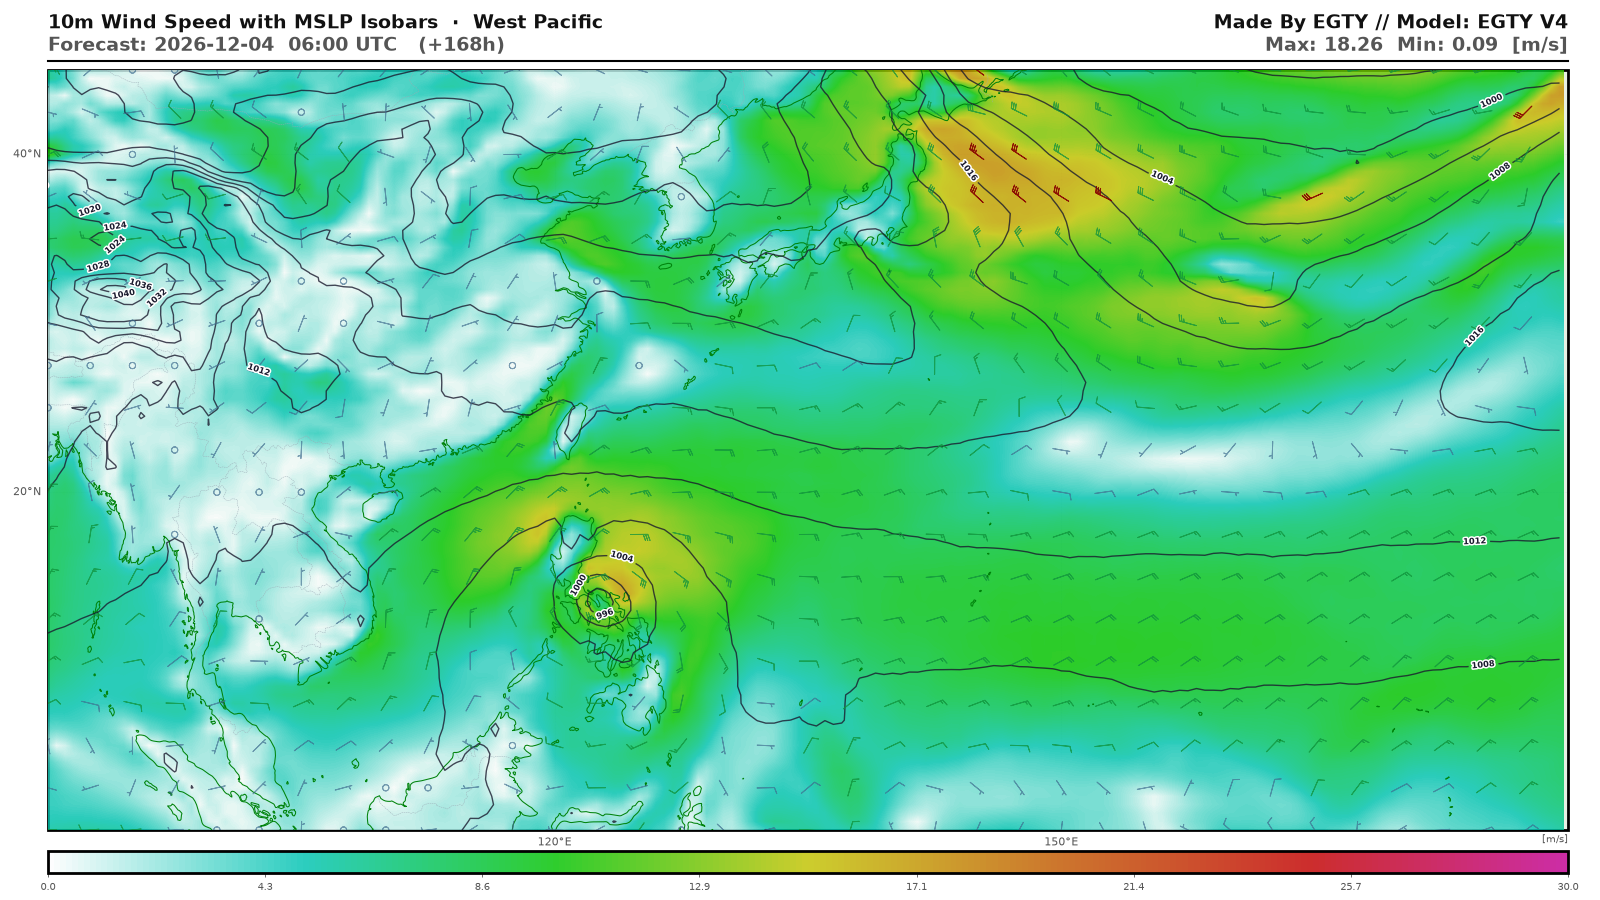 10m Wind Speed with MSLP Isobars · West Pacific
Made By EGTY // Model: EGTY V4
Forecast: 2026-12-04 06:00 UTC (+168h)
Max: 18.26 Min: 0.09 [m/s]
1000
40°N
1016
1004
1008
1020
1024
1024
1028
1036
1040
1032
1016
1012
20°N
1012
1004
1000
996
1008
120°E
150°E
[m/s]
0.0
4.3
8.6
12.9
17.1
21.4
25.7
30.0